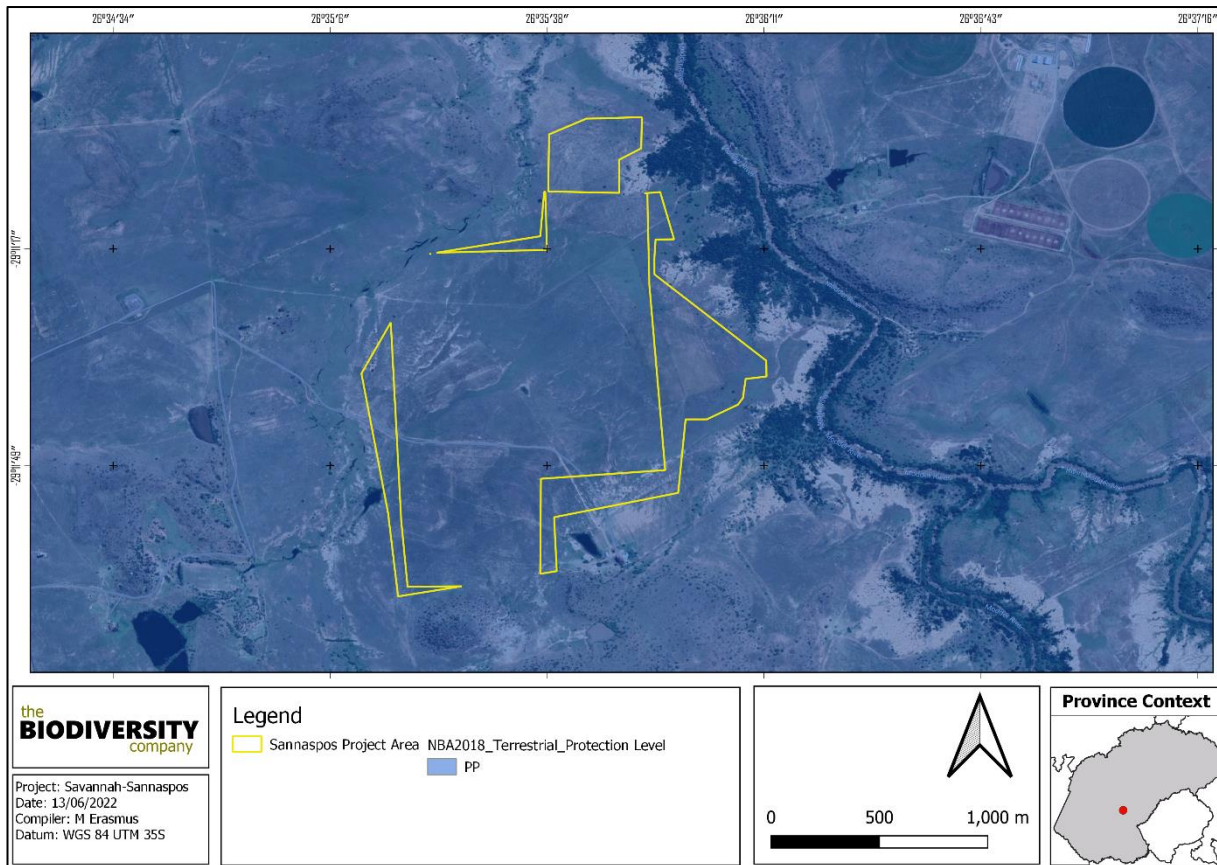 26°34'34" 26°35'6" 26°35'38" 26°36'11" 26°36'43" 26°37'16"
-29°11'17"
-29°11'49"
the
BIODIVERSITY
company
Project: Savannah-Sannaspos
Date: 13/06/2022
Compiler: M Erasmus
Datum: WGS 84 UTM 35S
Legend
Sannaspos Project Area NBA2018_Terrestrial_Protection Level
PP
0 500 1,000 m
Province Context